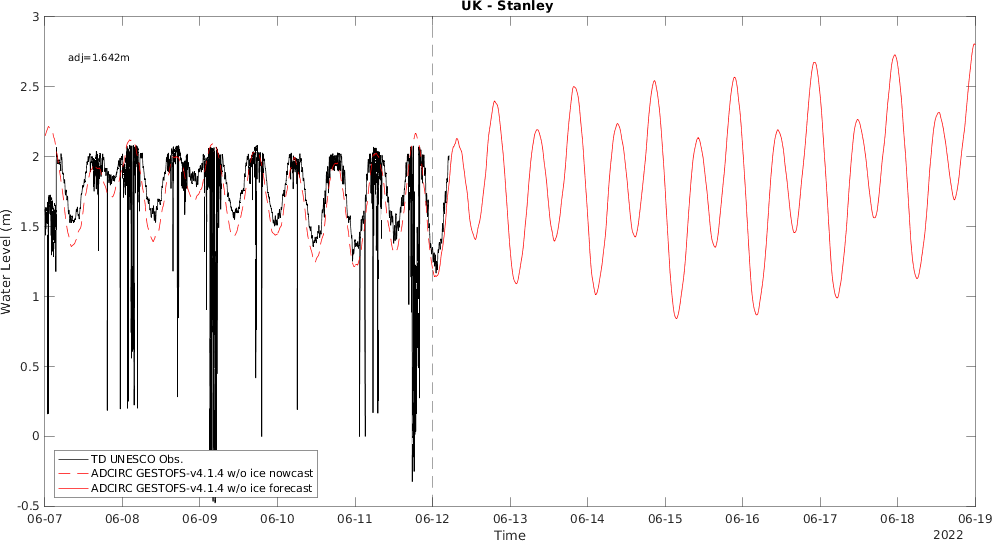 UK - Stanley
adj=1.642m
Water Level (m)
3
2.5
2
1.5
1
0.5
0
-0.5
TD UNESCO Obs.
ADCIRC GESTOFS-v4.1.4 w/o ice nowcast
ADCIRC GESTOFS-v4.1.4 w/o ice forecast
06-07 06-08 06-09 06-10 06-11 06-12 06-13 06-14 06-15 06-16 06-17 06-18 06-19
Time
2022